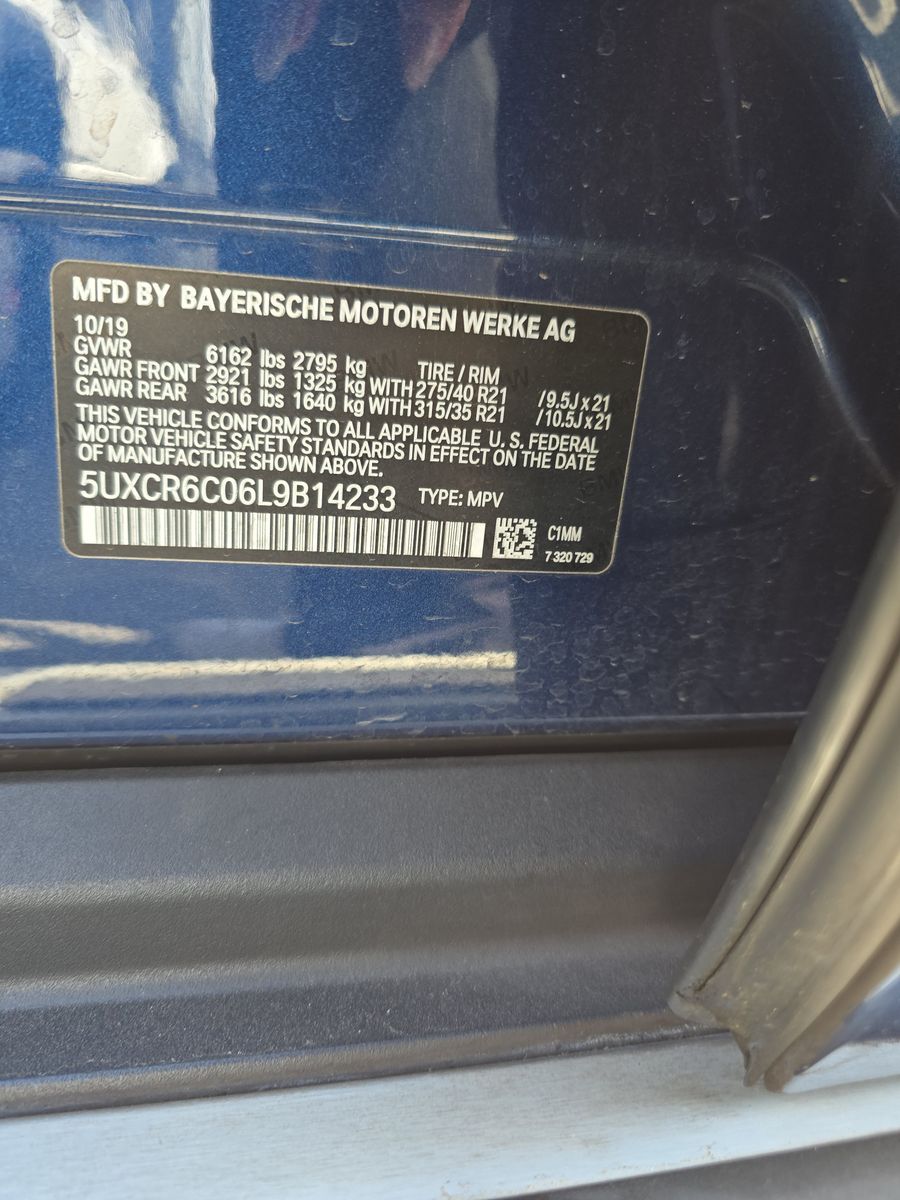 MFD BY BAYERISCHE MOTOREN WERKE AG
10/19
GVWR 6162 lbs 2795 kg TIRE / RIM
GAWR FRONT 2921 lbs 1325 kg WITH 275/40 R21 /9.5J x 21
GAWR REAR 3616 lbs 1640 kg WITH 315/35 R21 /10.5J x 21
THIS VEHICLE CONFORMS TO ALL APPLICABLE U. S. FEDERAL
MOTOR VEHICLE SAFETY STANDARDS IN EFFECT ON THE DATE
OF MANUFACTURE SHOWN ABOVE.
5UXCR6C06L9B14233 TYPE: MPV
C1MM
7 320 729